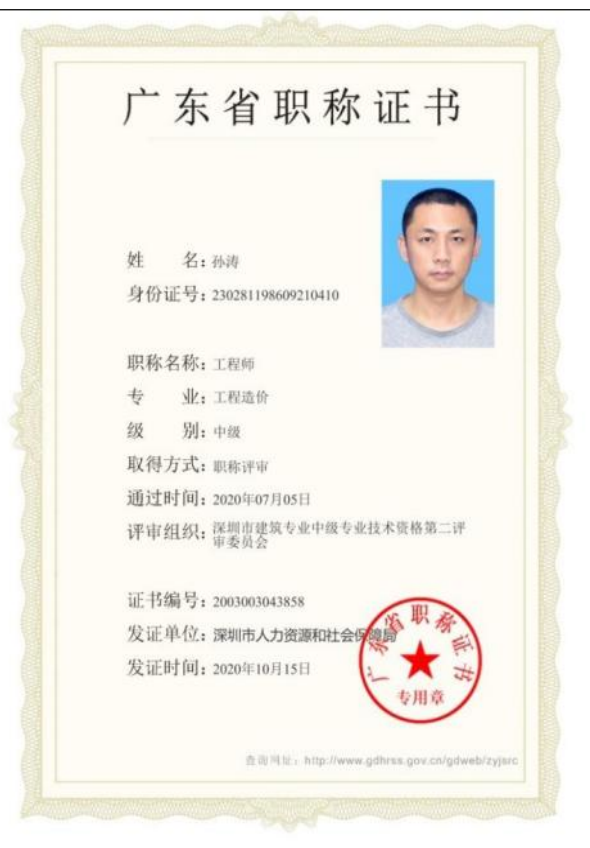 广东省职称证书
姓 名：孙涛
身份证号：230281198609210410
职称名称：工程师
专 业：工程造价
级 别：中级
取得方式：职称评审
通过时间：2020年07月05日
评审组织：深圳市建筑专业中级专业技术资格第二评
审委员会
证书编号：2003003043858
发证单位：深圳市人力资源和社会保障局
发证时间：2020年10月15日
广东省职称证书
专用章
查询网址：http://www.gdhrss.gov.cn/gdweb/zyjsrc